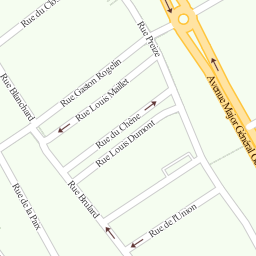 Rue du Clos
Rue Preize
Rue Gaston Rogelin
Rue Blanchard
Rue Louis Maillet
Avenue Major Général G
Rue du Chêne
Rue Louis Dumont
Rue de la Paix
Rue Beulard
Rue de l'Union